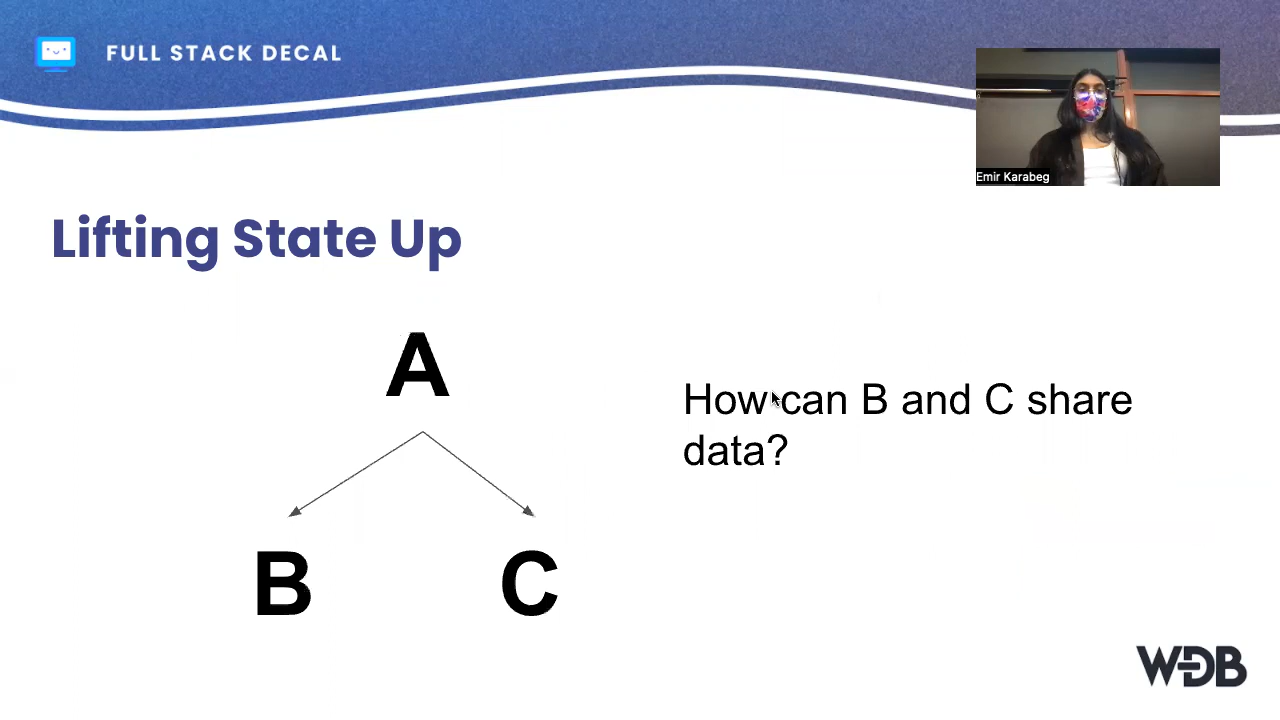 FULL STACK DECAL
Emir Karabeg
Lifting State Up
A
B C
How can B and C share
data?
WDB